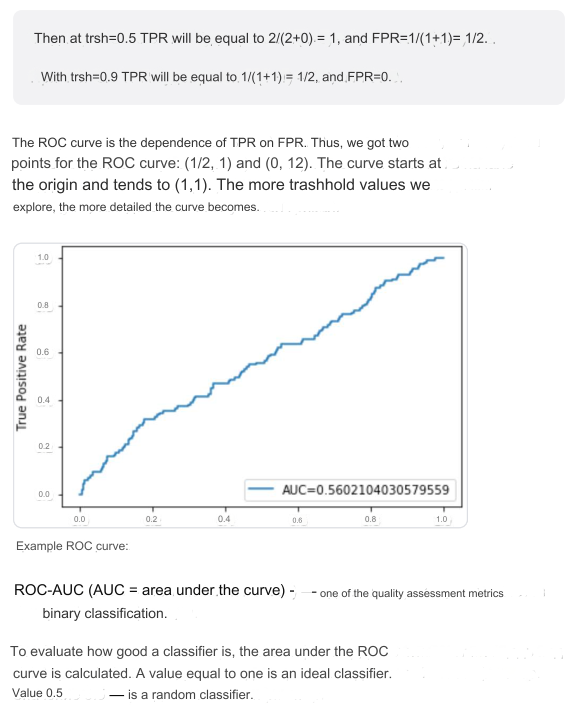 Then at trsh=0.5 TPR will be equal to 2/(2+0) = 1, and FPR=1/(1+1)= 1/2.
With trsh=0.9 TPR will be equal to 1/(1+1) = 1/2, and FPR=0.
The ROC curve is the dependence of TPR on FPR. Thus, we got two
points for the ROC curve: (1/2, 1) and (0, 12). The curve starts at
the origin and tends to (1,1). The more trashhold values we
explore, the more detailed the curve becomes.
1.0
0.8
0.6
0.4
0.2
0.0
True Positive Rate
AUC=0.5602104030579559
0.0 0.2 0.4 0.6 0.8 1.0
Example ROC curve:
ROC-AUC (AUC = area under the curve) - - one of the quality assessment metrics
binary classification.
To evaluate how good a classifier is, the area under the ROC
curve is calculated. A value equal to one is an ideal classifier.
Value 0.5 — is a random classifier.